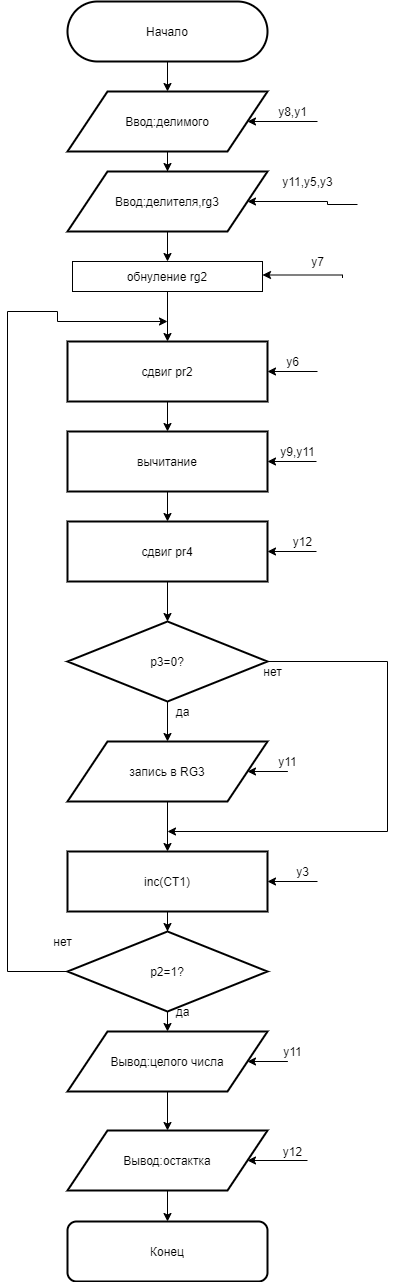 Начало
Ввод:делимого
y8,y1
Ввод:делителя,rg3
y11,y5,y3
обнуление rg2
y7
сдвиг pr2
y6
вычитание
y9,y11
сдвиг pr4
y12
p3=0?
нет
да
запись в RG3
y11
inc(CT1)
y3
нет
p2=1?
да
Вывод:целого числа
y11
Вывод:остактка
y12
Конец